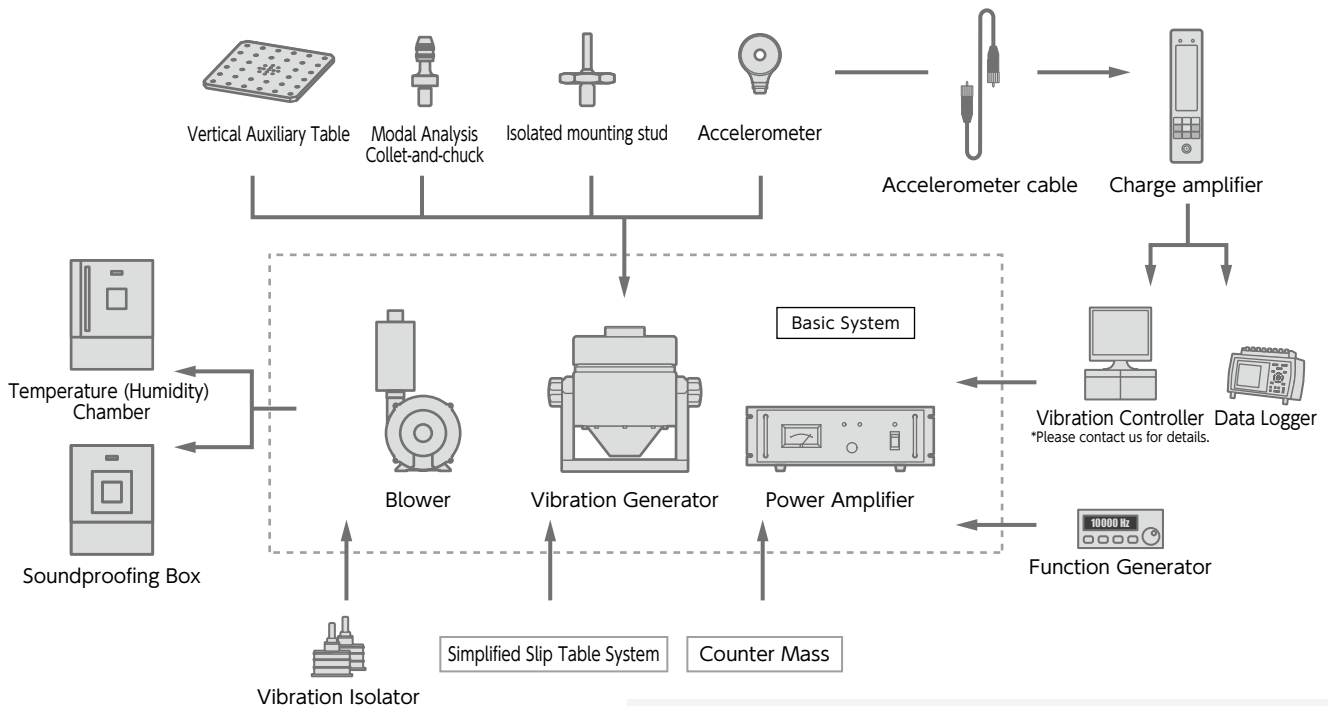 Vertical Auxiliary Table
Modal Analysis
Collet-and-chuck
Isolated mounting stud
Accelerometer
Accelerometer cable
Charge amplifier
Temperature (Humidity)
Chamber
Soundproofing Box
Basic System
Blower
Vibration Generator
Power Amplifier
Vibration Controller
*Please contact us for details.
Data Logger
10000 Hz
Function Generator
Vibration Isolator
Simplified Slip Table System
Counter Mass